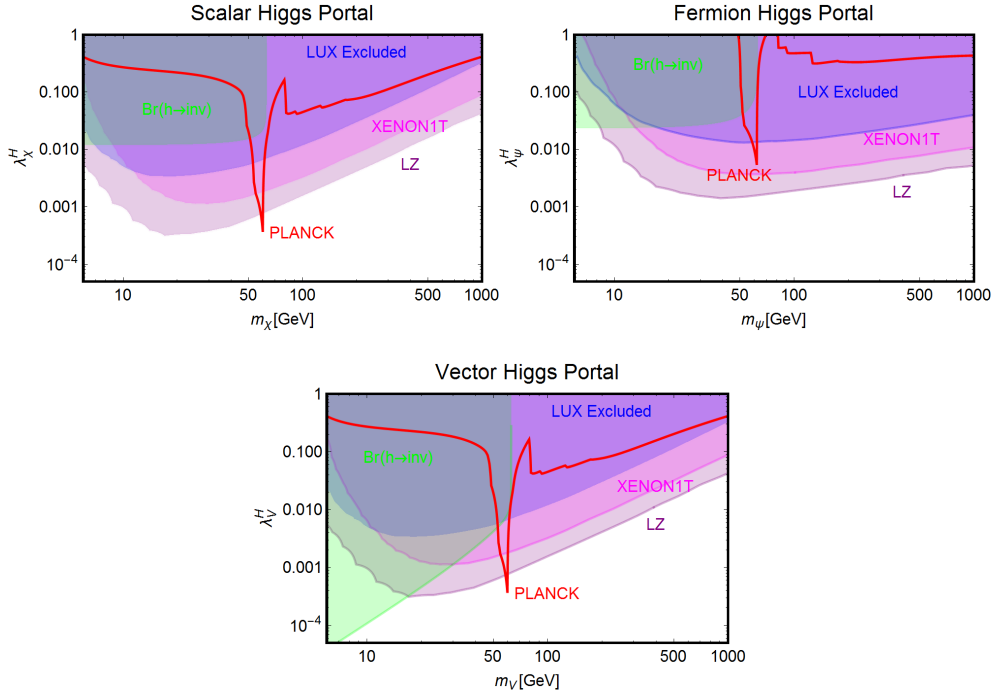 Scalar Higgs Portal
1
0.100
0.010
0.001
10⁻⁴
λ_χ^H
LUX Excluded
Br(h→inv)
XENON1T
LZ
PLANCK
10
50
100
500
1000
m_χ[GeV]
Fermion Higgs Portal
1
0.100
0.010
0.001
10⁻⁴
λ_ψ^H
Br(h→inv)
LUX Excluded
XENON1T
PLANCK
LZ
10
50
100
500
1000
m_ψ[GeV]
Vector Higgs Portal
1
0.100
0.010
0.001
10⁻⁴
λ_V^H
LUX Excluded
Br(h→inv)
XENON1T
LZ
PLANCK
10
50
100
500
1000
m_V[GeV]